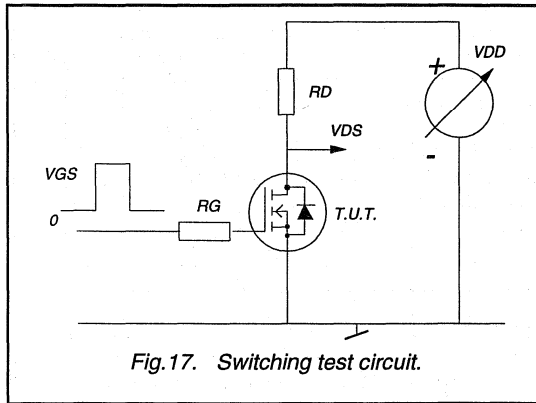 + VDD
RD
VDS
-
VGS
0
RG
T.U.T.
Fig.17. Switching test circuit.